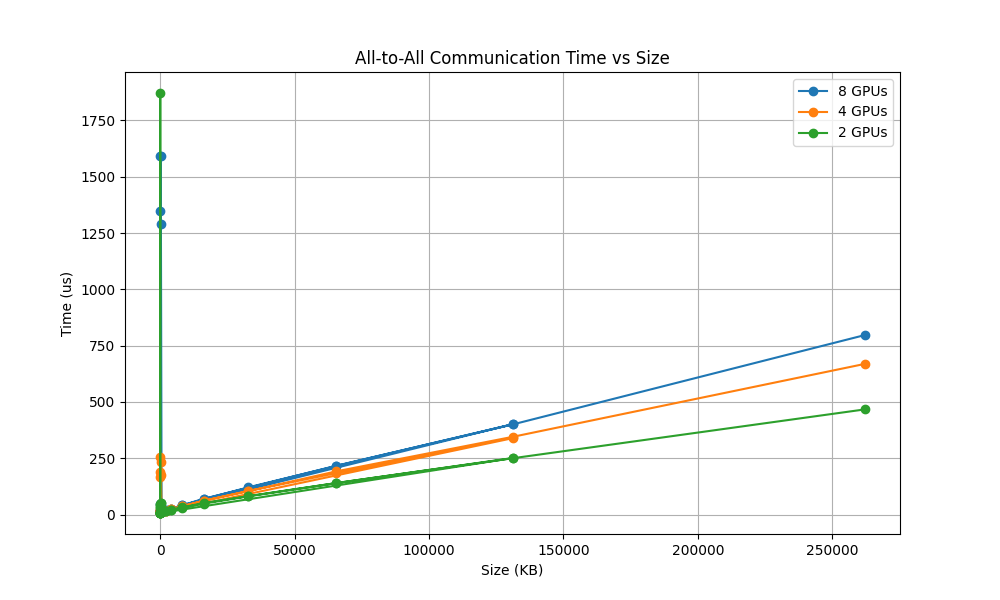 All-to-All Communication Time vs Size
8 GPUs
4 GPUs
2 GPUs
1750
1500
1250
1000
750
500
250
0
Time (us)
0
50000
100000
150000
200000
250000
Size (KB)